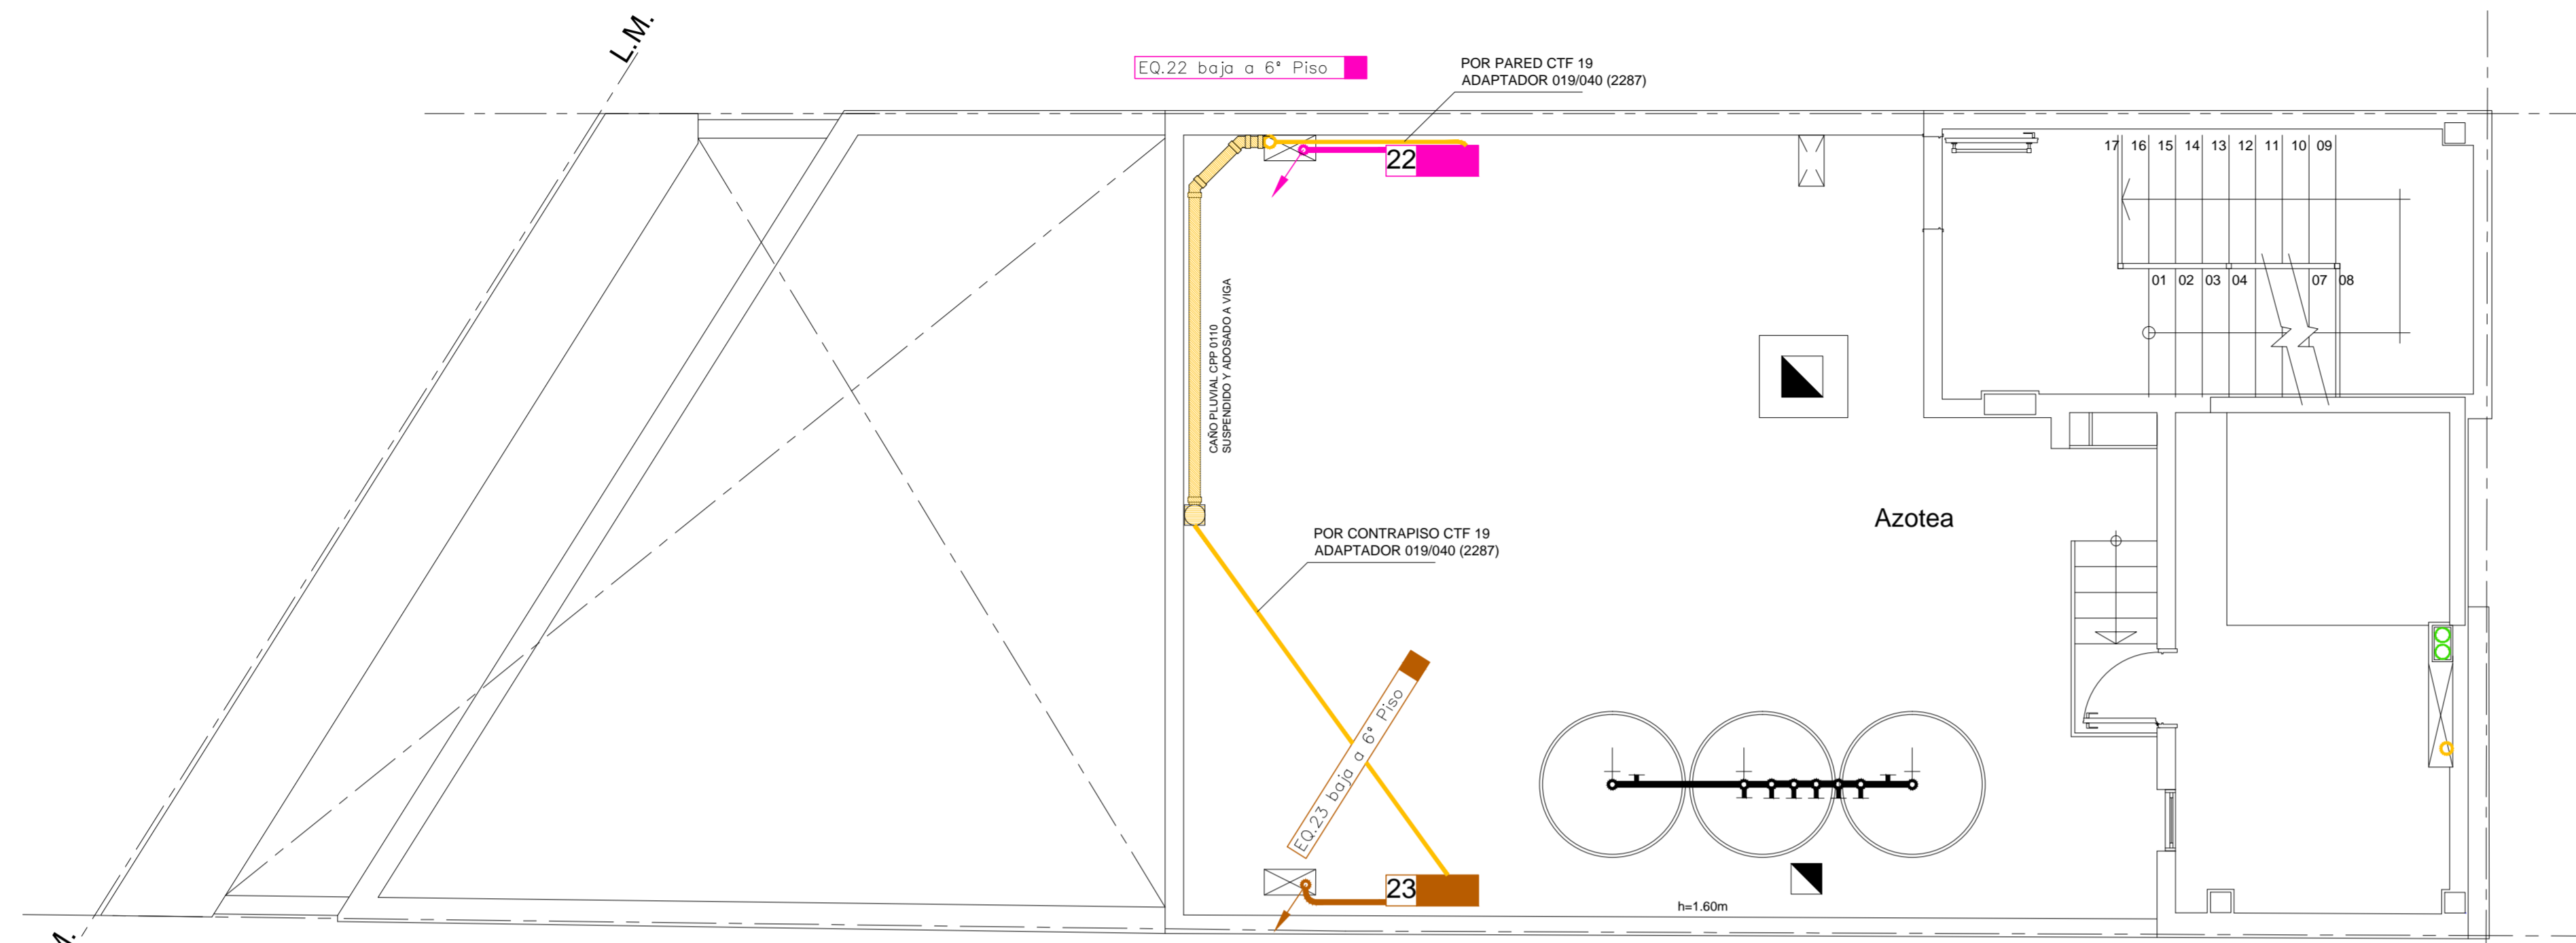 L.M.
EQ.22 baja a 6° Piso
POR PARED CTF 19
ADAPTADOR 019/040 (2287)
22
17 16 15 14 13 12 11 10 09
01 02 03 04 07 08
CAÑO PLUVIAL CPP 0110
SUSPENDIDO Y ADOSADO A VIGA
Azotea
POR CONTRAPISO CTF 19
ADAPTADOR 019/040 (2287)
EQ.23 baja a 6° Piso
23
h=1.60m
M.